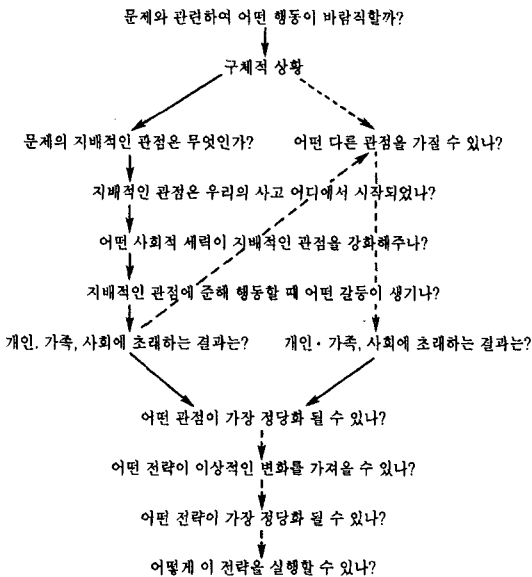 문제와 관련하여 어떤 행동이 바람직할까?
구체적 상황
문제의 지배적인 관점은 무엇인가?
어떤 다른 관점을 가질 수 있나?
지배적인 관점은 우리의 사고 어디에서 시작되었나?
어떤 사회적 세력이 지배적인 관점을 강화해주나?
지배적인 관점에 준해 행동할 때 어떤 갈등이 생기나?
개인, 가족, 사회에 초래하는 결과는?
개인·가족, 사회에 초래하는 결과는?
어떤 관점이 가장 정당화 될 수 있나?
어떤 전략이 이상적인 변화를 가져올 수 있나?
어떤 전략이 가장 정당화 될 수 있나?
어떻게 이 전략을 실행할 수 있나?